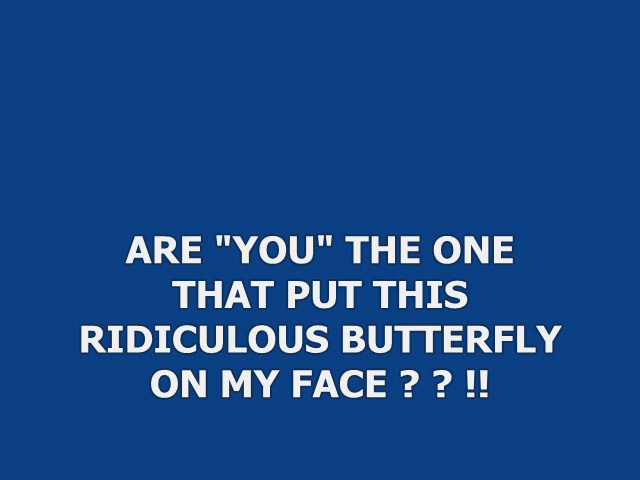 ARE "YOU" THE ONE
THAT PUT THIS
RIDICULOUS BUTTERFLY
ON MY FACE ? ? !!